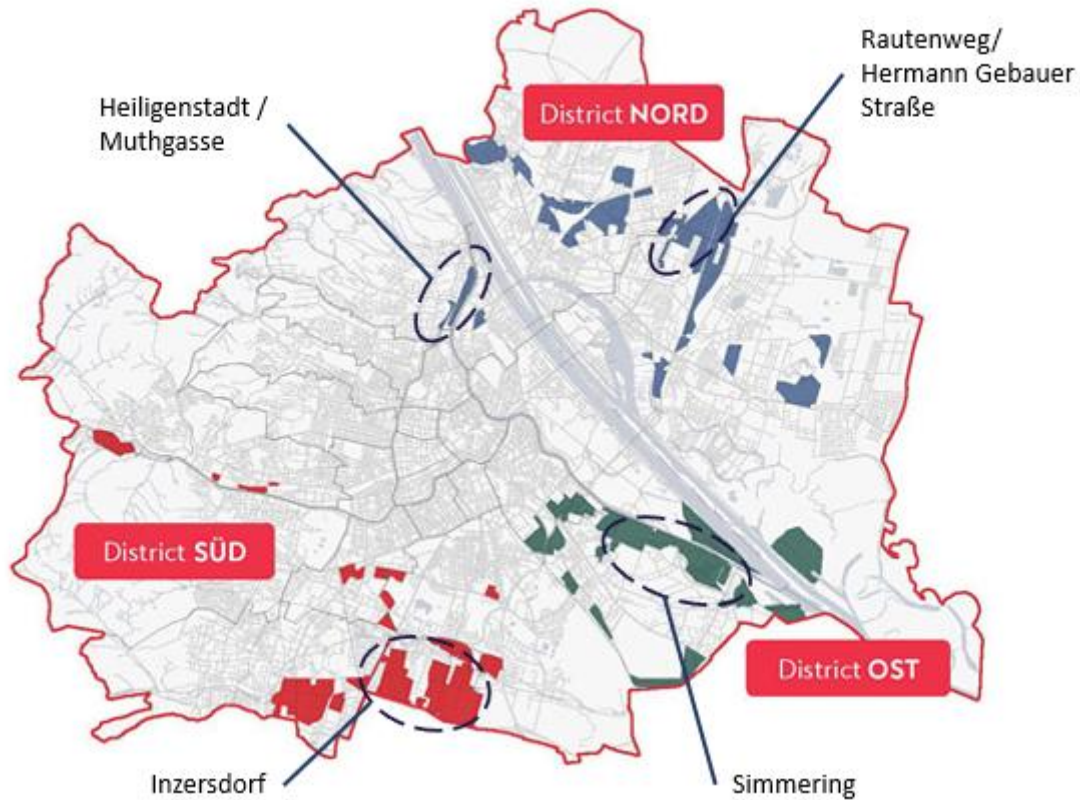 Rautenweg/
Hermann Gebauer
Straße
Heiligenstadt /
Muthgasse
District NORD
District SÜD
District OST
Inzersdorf
Simmering